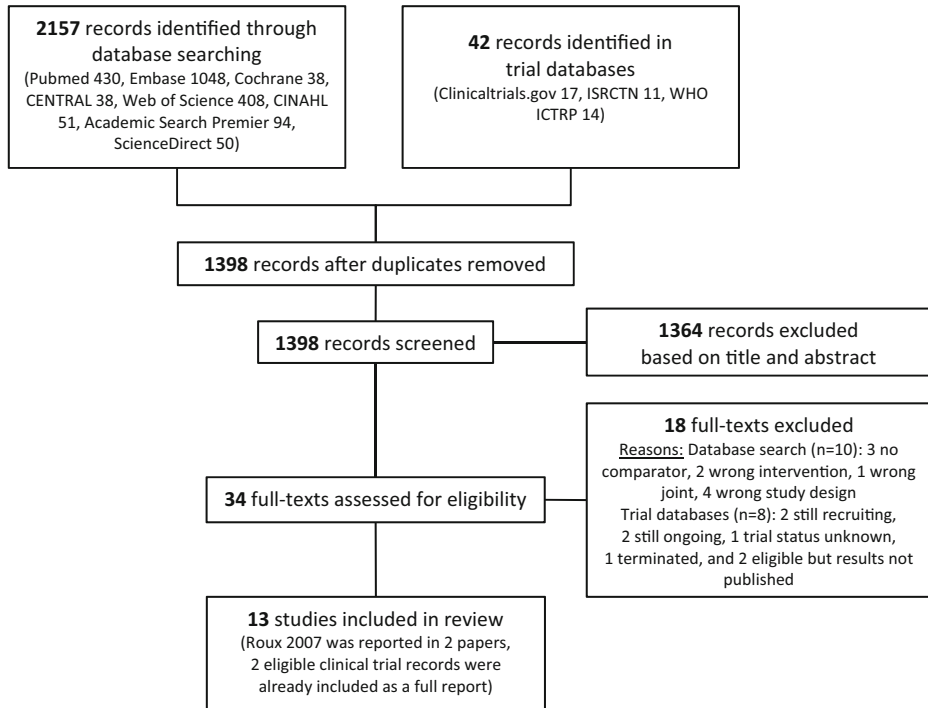 2157 records identified through
database searching
(Pubmed 430, Embase 1048, Cochrane 38,
CENTRAL 38, Web of Science 408, CINAHL
51, Academic Search Premier 94,
ScienceDirect 50)
42 records identified in
trial databases
(Clinicaltrials.gov 17, ISRCTN 11, WHO
ICTRP 14)
1398 records after duplicates removed
1398 records screened
1364 records excluded
based on title and abstract
34 full-texts assessed for eligibility
18 full-texts excluded
Reasons: Database search (n=10): 3 no
comparator, 2 wrong intervention, 1 wrong
joint, 4 wrong study design
Trial databases (n=8): 2 still recruiting,
2 still ongoing, 1 trial status unknown,
1 terminated, and 2 eligible but results not
published
13 studies included in review
(Roux 2007 was reported in 2 papers,
2 eligible clinical trial records were
already included as a full report)